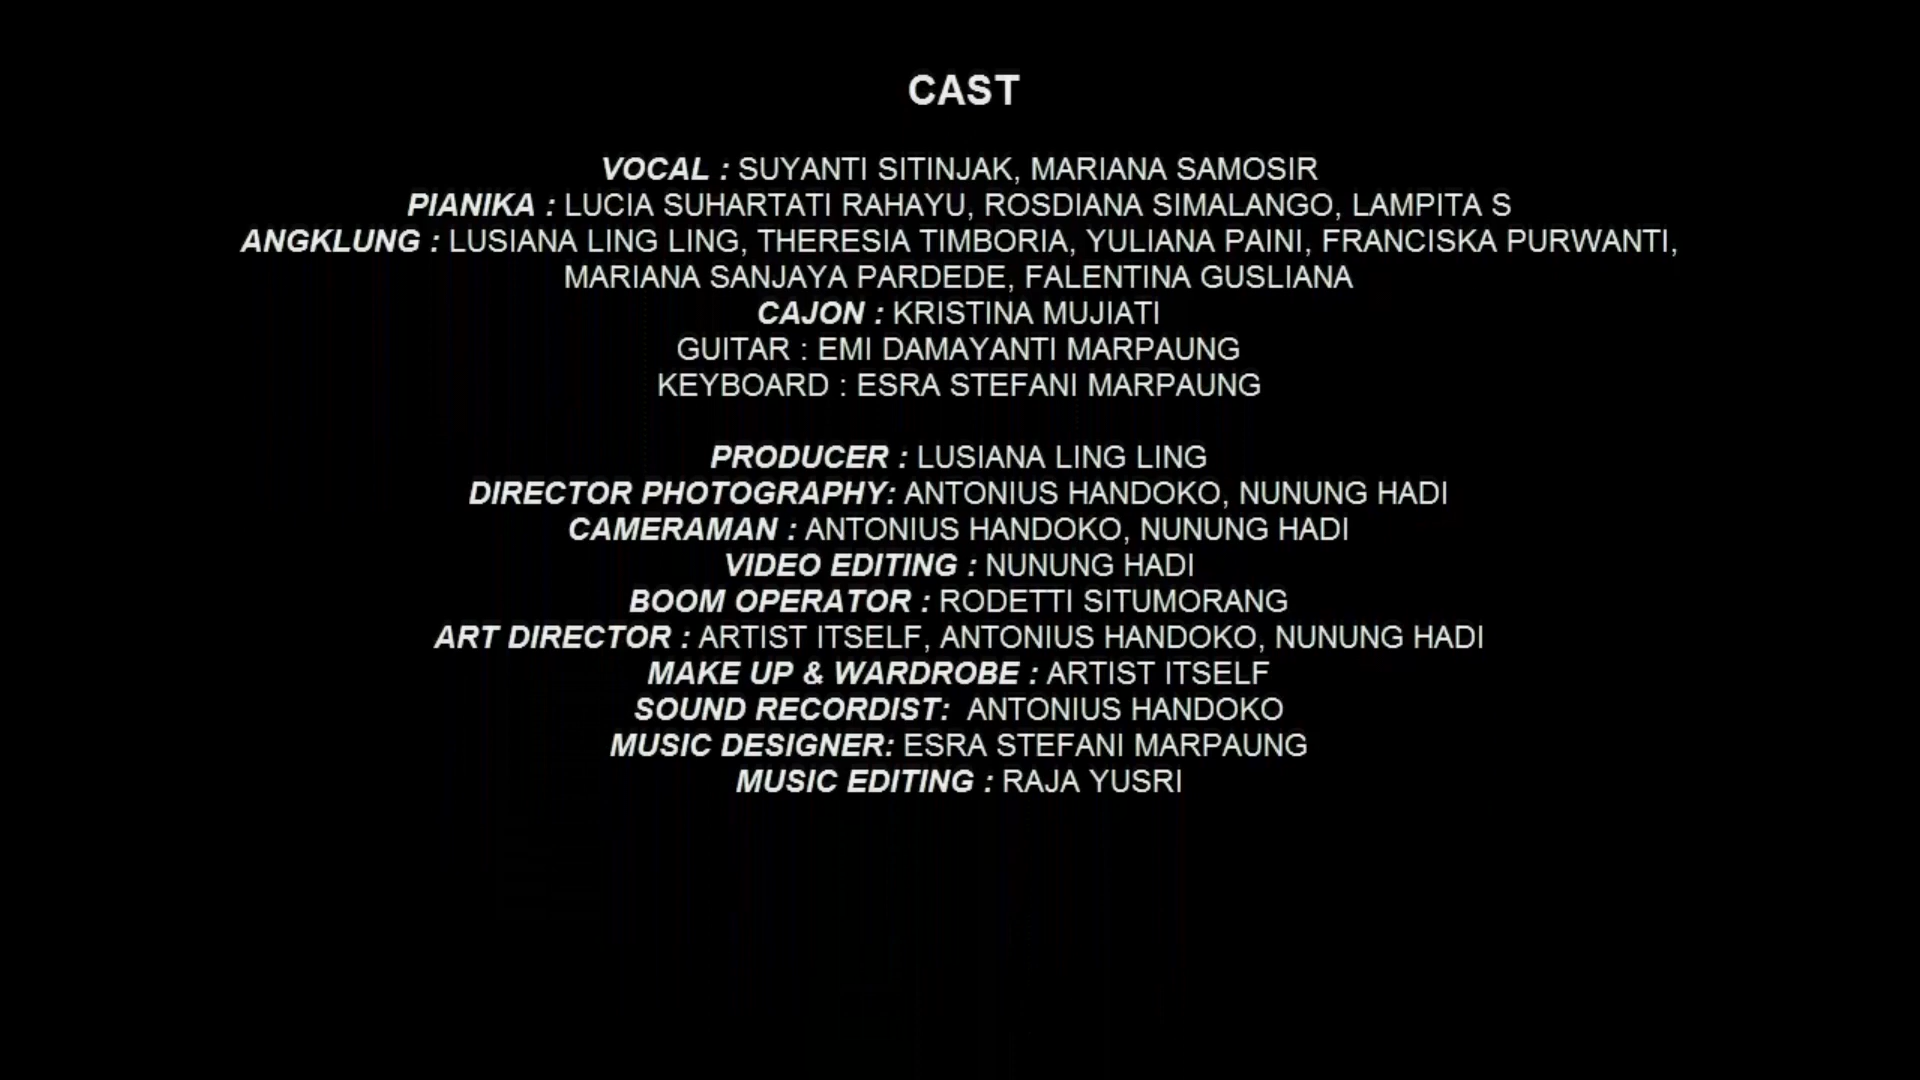 CAST
VOCAL : SUYANTI SITINJAK, MARIANA SAMOSIR
PIANIKA : LUCIA SUHARTATI RAHAYU, ROSDIANA SIMALANGO, LAMPITA S
ANGKLUNG : LUSIANA LING LING, THERESIA TIMBORIA, YULIANA PAINI, FRANCISKA PURWANTI,
MARIANA SANJAYA PARDEDE, FALENTINA GUSLIANA
CAJON : KRISTINA MUJIATI
GUITAR : EMI DAMAYANTI MARPAUNG
KEYBOARD : ESRA STEFANI MARPAUNG
PRODUCER : LUSIANA LING LING
DIRECTOR PHOTOGRAPHY: ANTONIUS HANDOKO, NUNUNG HADI
CAMERAMAN : ANTONIUS HANDOKO, NUNUNG HADI
VIDEO EDITING : NUNUNG HADI
BOOM OPERATOR : RODETTI SITUMORANG
ART DIRECTOR : ARTIST ITSELF, ANTONIUS HANDOKO, NUNUNG HADI
MAKE UP & WARDROBE : ARTIST ITSELF
SOUND RECORDIST:  ANTONIUS HANDOKO
MUSIC DESIGNER: ESRA STEFANI MARPAUNG
MUSIC EDITING : RAJA YUSRI